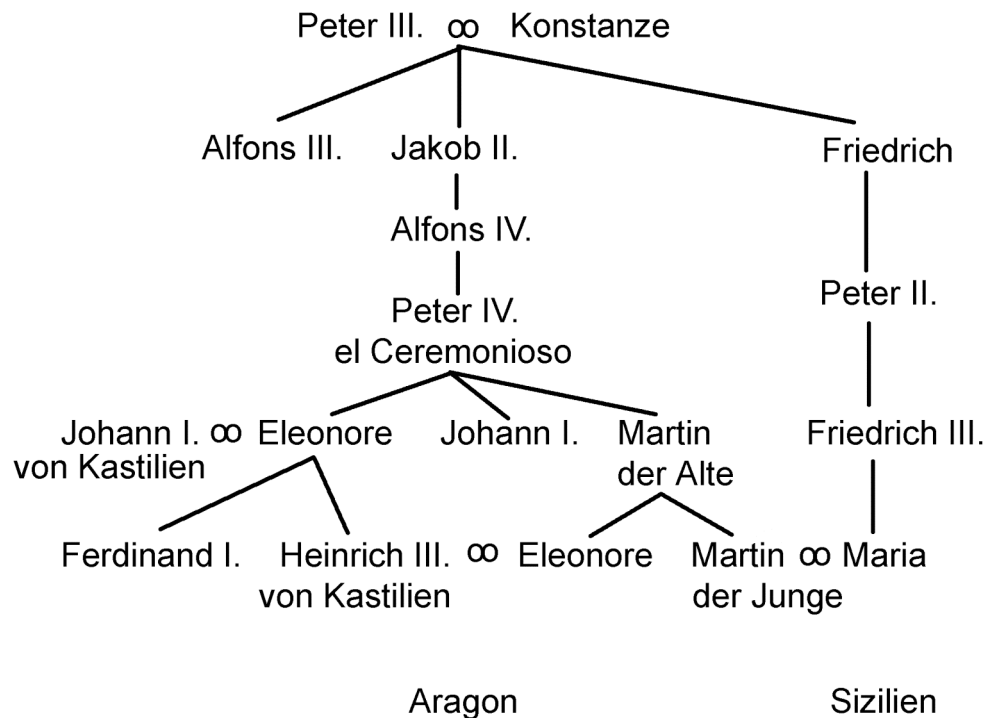 Peter III. ∞ Konstanze
Alfons III. Jakob II. Friedrich
Alfons IV.
Peter II.
Peter IV.
el Ceremonioso
Johann I. ∞ Eleonore Johann I. Martin Friedrich III.
von Kastilien der Alte
Ferdinand I. Heinrich III. ∞ Eleonore Martin ∞ Maria
von Kastilien der Junge
Aragon Sizilien